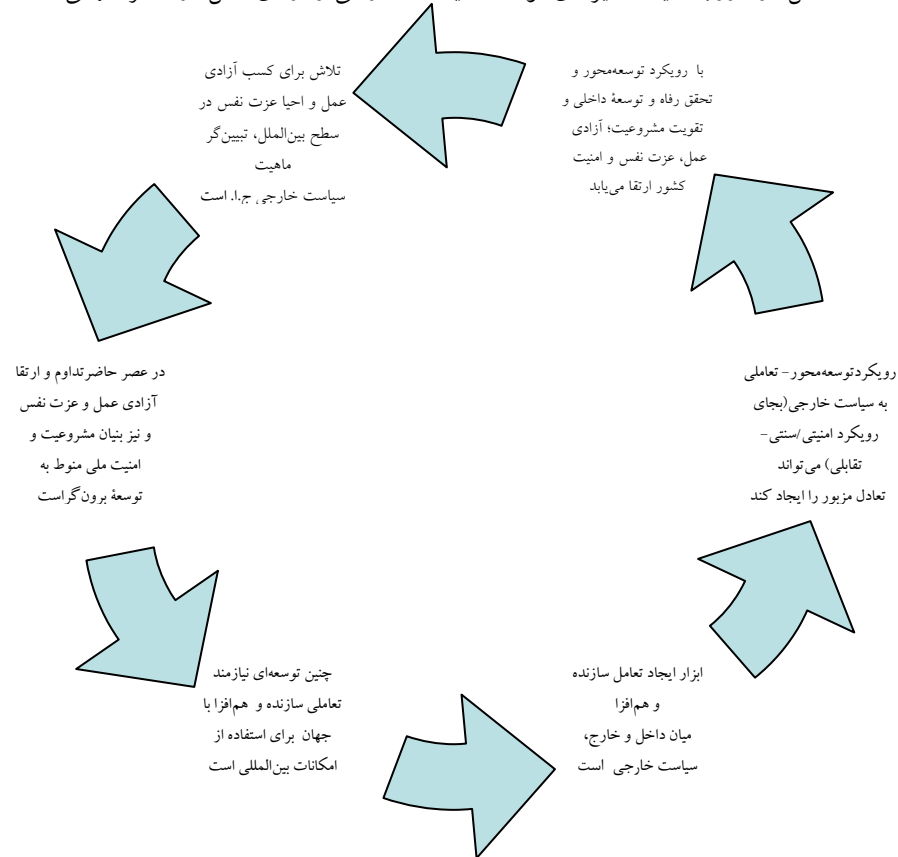 با رویکرد توسعه‌محور و
تحقق رفاه و توسعهٔ داخلی و
تقویت مشروعیت؛ آزادی
عمل، عزت نفس و امنیت
کشور ارتقا می‌یابد
تلاش برای کسب آزادی
عمل و احیا عزت نفس در
سطح بین‌الملل، تبیین‌گر
ماهیت
سیاست خارجی ج.ا. است
رویکردتوسعه‌محور- تعاملی
به سیاست خارجی(بجای
رویکرد امنیتی/سنتی-
تقابلی) می‌تواند
تعادل مزبور را ایجاد کند
در عصر حاضرتداوم و ارتقا
آزادی عمل و عزت نفس
و نیز بنیان مشروعیت و
امنیت ملی منوط به
توسعهٔ برون‌گراست
ابزار ایجاد تعامل سازنده
و هم‌افزا
میان داخل و خارج،
سیاست خارجی است
چنین توسعه‌ای نیازمند
تعاملی سازنده و هم‌افزا با
جهان برای استفاده از
امکانات بین‌المللی است